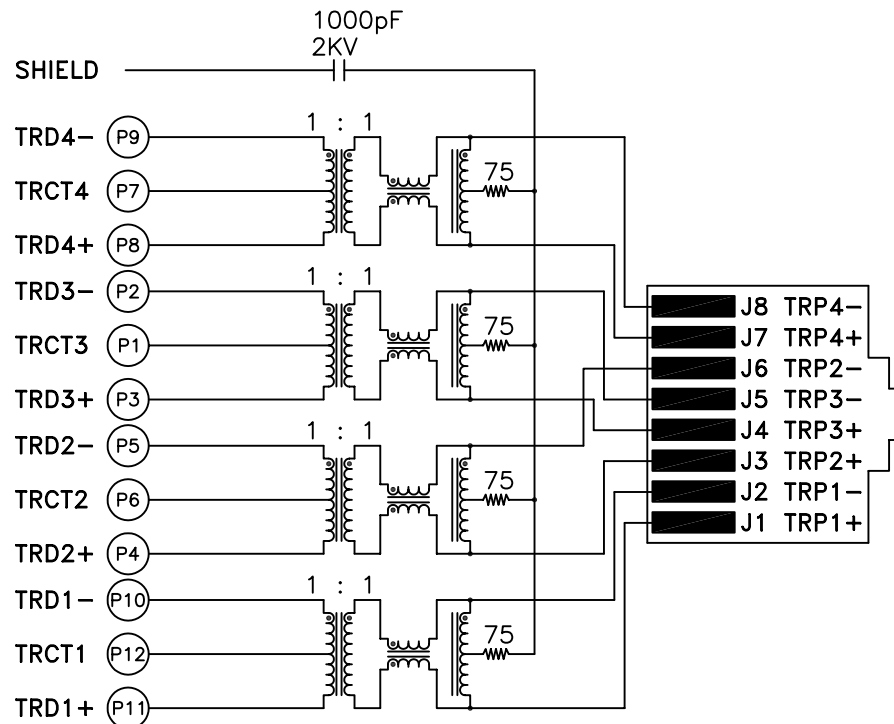 1000pF
2KV
SHIELD
1 : 1
TRD4- P9
75
TRCT4 P7
TRD4+ P8
1 : 1
TRD3- P2
75
TRCT3 P1
TRD3+ P3
1 : 1
TRD2- P5
75
TRCT2 P6
TRD2+ P4
1 : 1
TRD1- P10
75
TRCT1 P12
TRD1+ P11
J8 TRP4-
J7 TRP4+
J6 TRP2-
J5 TRP3-
J4 TRP3+
J3 TRP2+
J2 TRP1-
J1 TRP1+